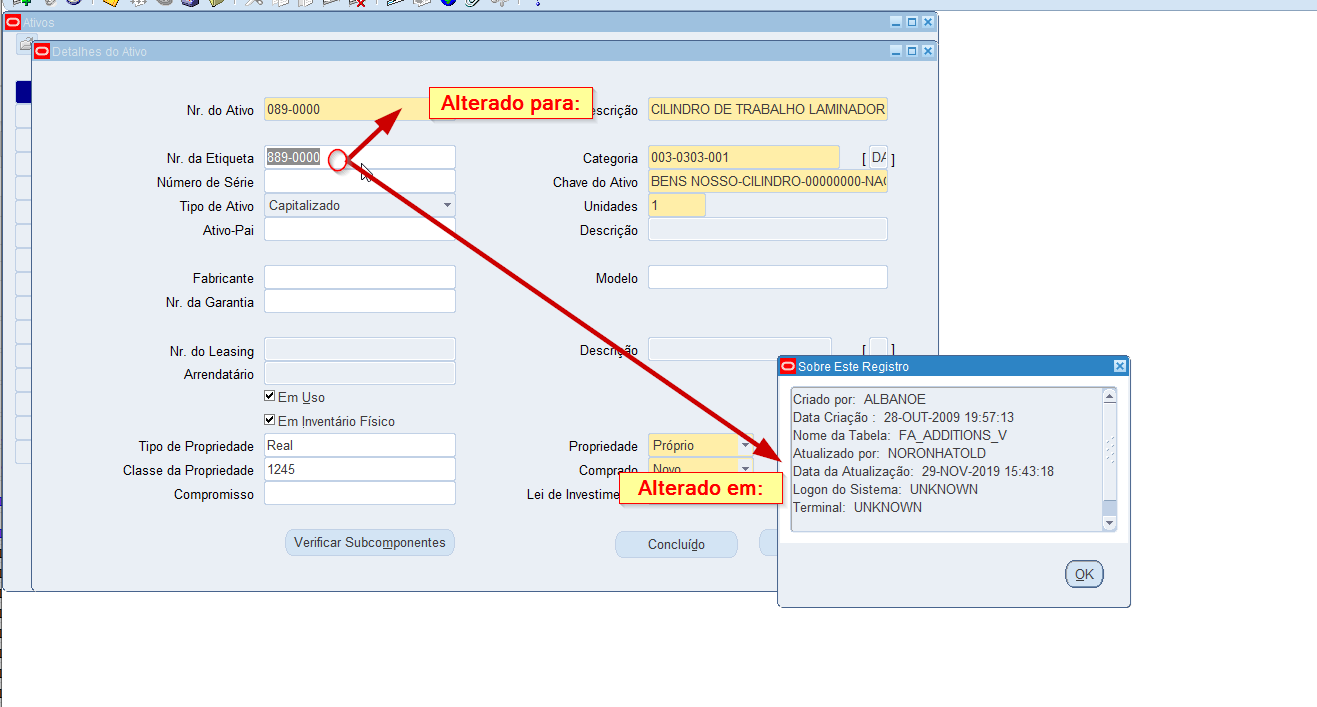 Ativos
Detalhes do Ativo
Nr. do Ativo 089-0000
Alterado para:
escrição CILINDRO DE TRABALHO LAMINADOR
Nr. da Etiqueta 889-0000
Categoria 003-0303-001 [ DA ]
Número de Série
Chave do Ativo BENS NOSSO-CILINDRO-00000000-NAC
Tipo de Ativo Capitalizado
Unidades 1
Ativo-Pai
Descrição
Fabricante
Modelo
Nr. da Garantia
Nr. do Leasing
Descrição [ ]
Arrendatário
Em Uso
Em Inventário Físico
Tipo de Propriedade Real
Propriedade Próprio
Classe da Propriedade 1245
Comprado Novo
Compromisso
Lei de Investime
Alterado em:
Verificar Subcomponentes
Concluído
Sobre Este Registro
Criado por: ALBANOE
Data Criação : 28-OUT-2009 19:57:13
Nome da Tabela: FA_ADDITIONS_V
Atualizado por: NORONHATOLD
Data da Atualização: 29-NOV-2019 15:43:18
Logon do Sistema: UNKNOWN
Terminal: UNKNOWN
OK